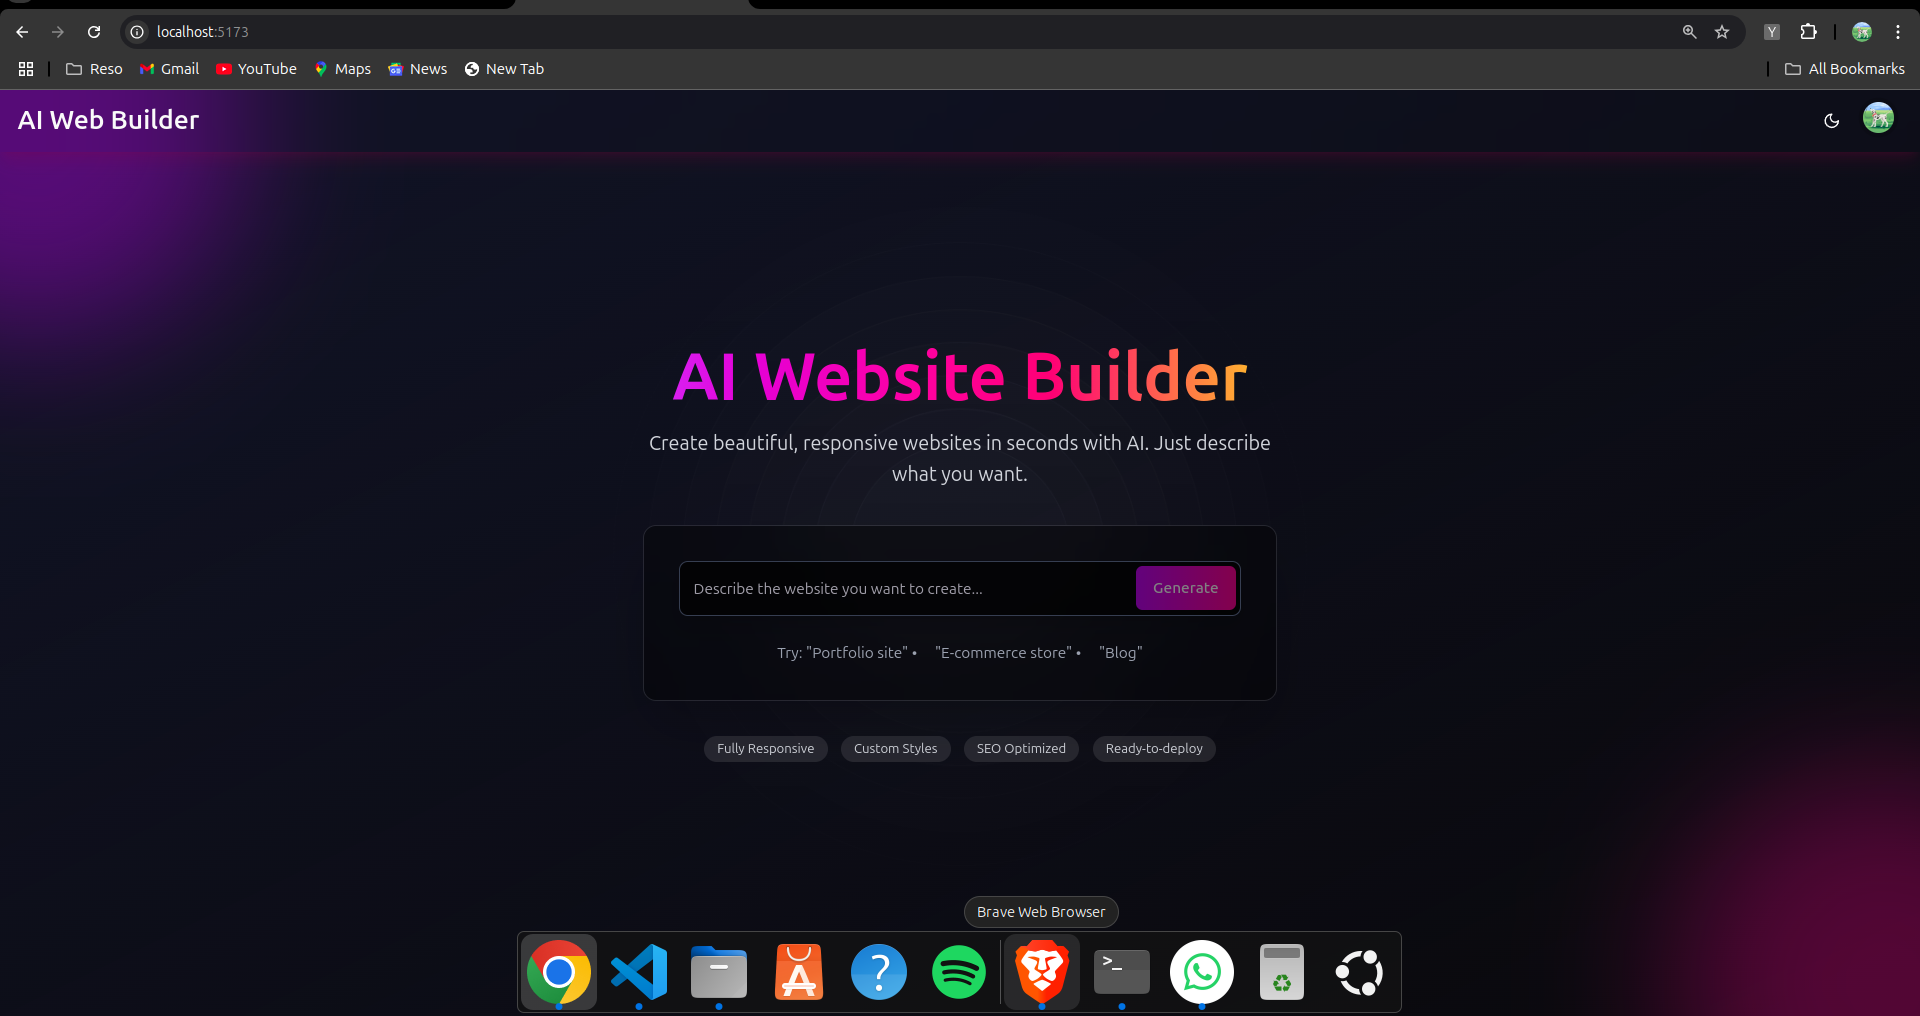 localhost:5173
Y
Reso Gmail YouTube Maps News New Tab All Bookmarks
AI Web Builder
AI Website Builder
Create beautiful, responsive websites in seconds with AI. Just describe
what you want.
Describe the website you want to create... Generate
Try: "Portfolio site" • "E-commerce store" • "Blog"
Fully Responsive Custom Styles SEO Optimized Ready-to-deploy
Brave Web Browser